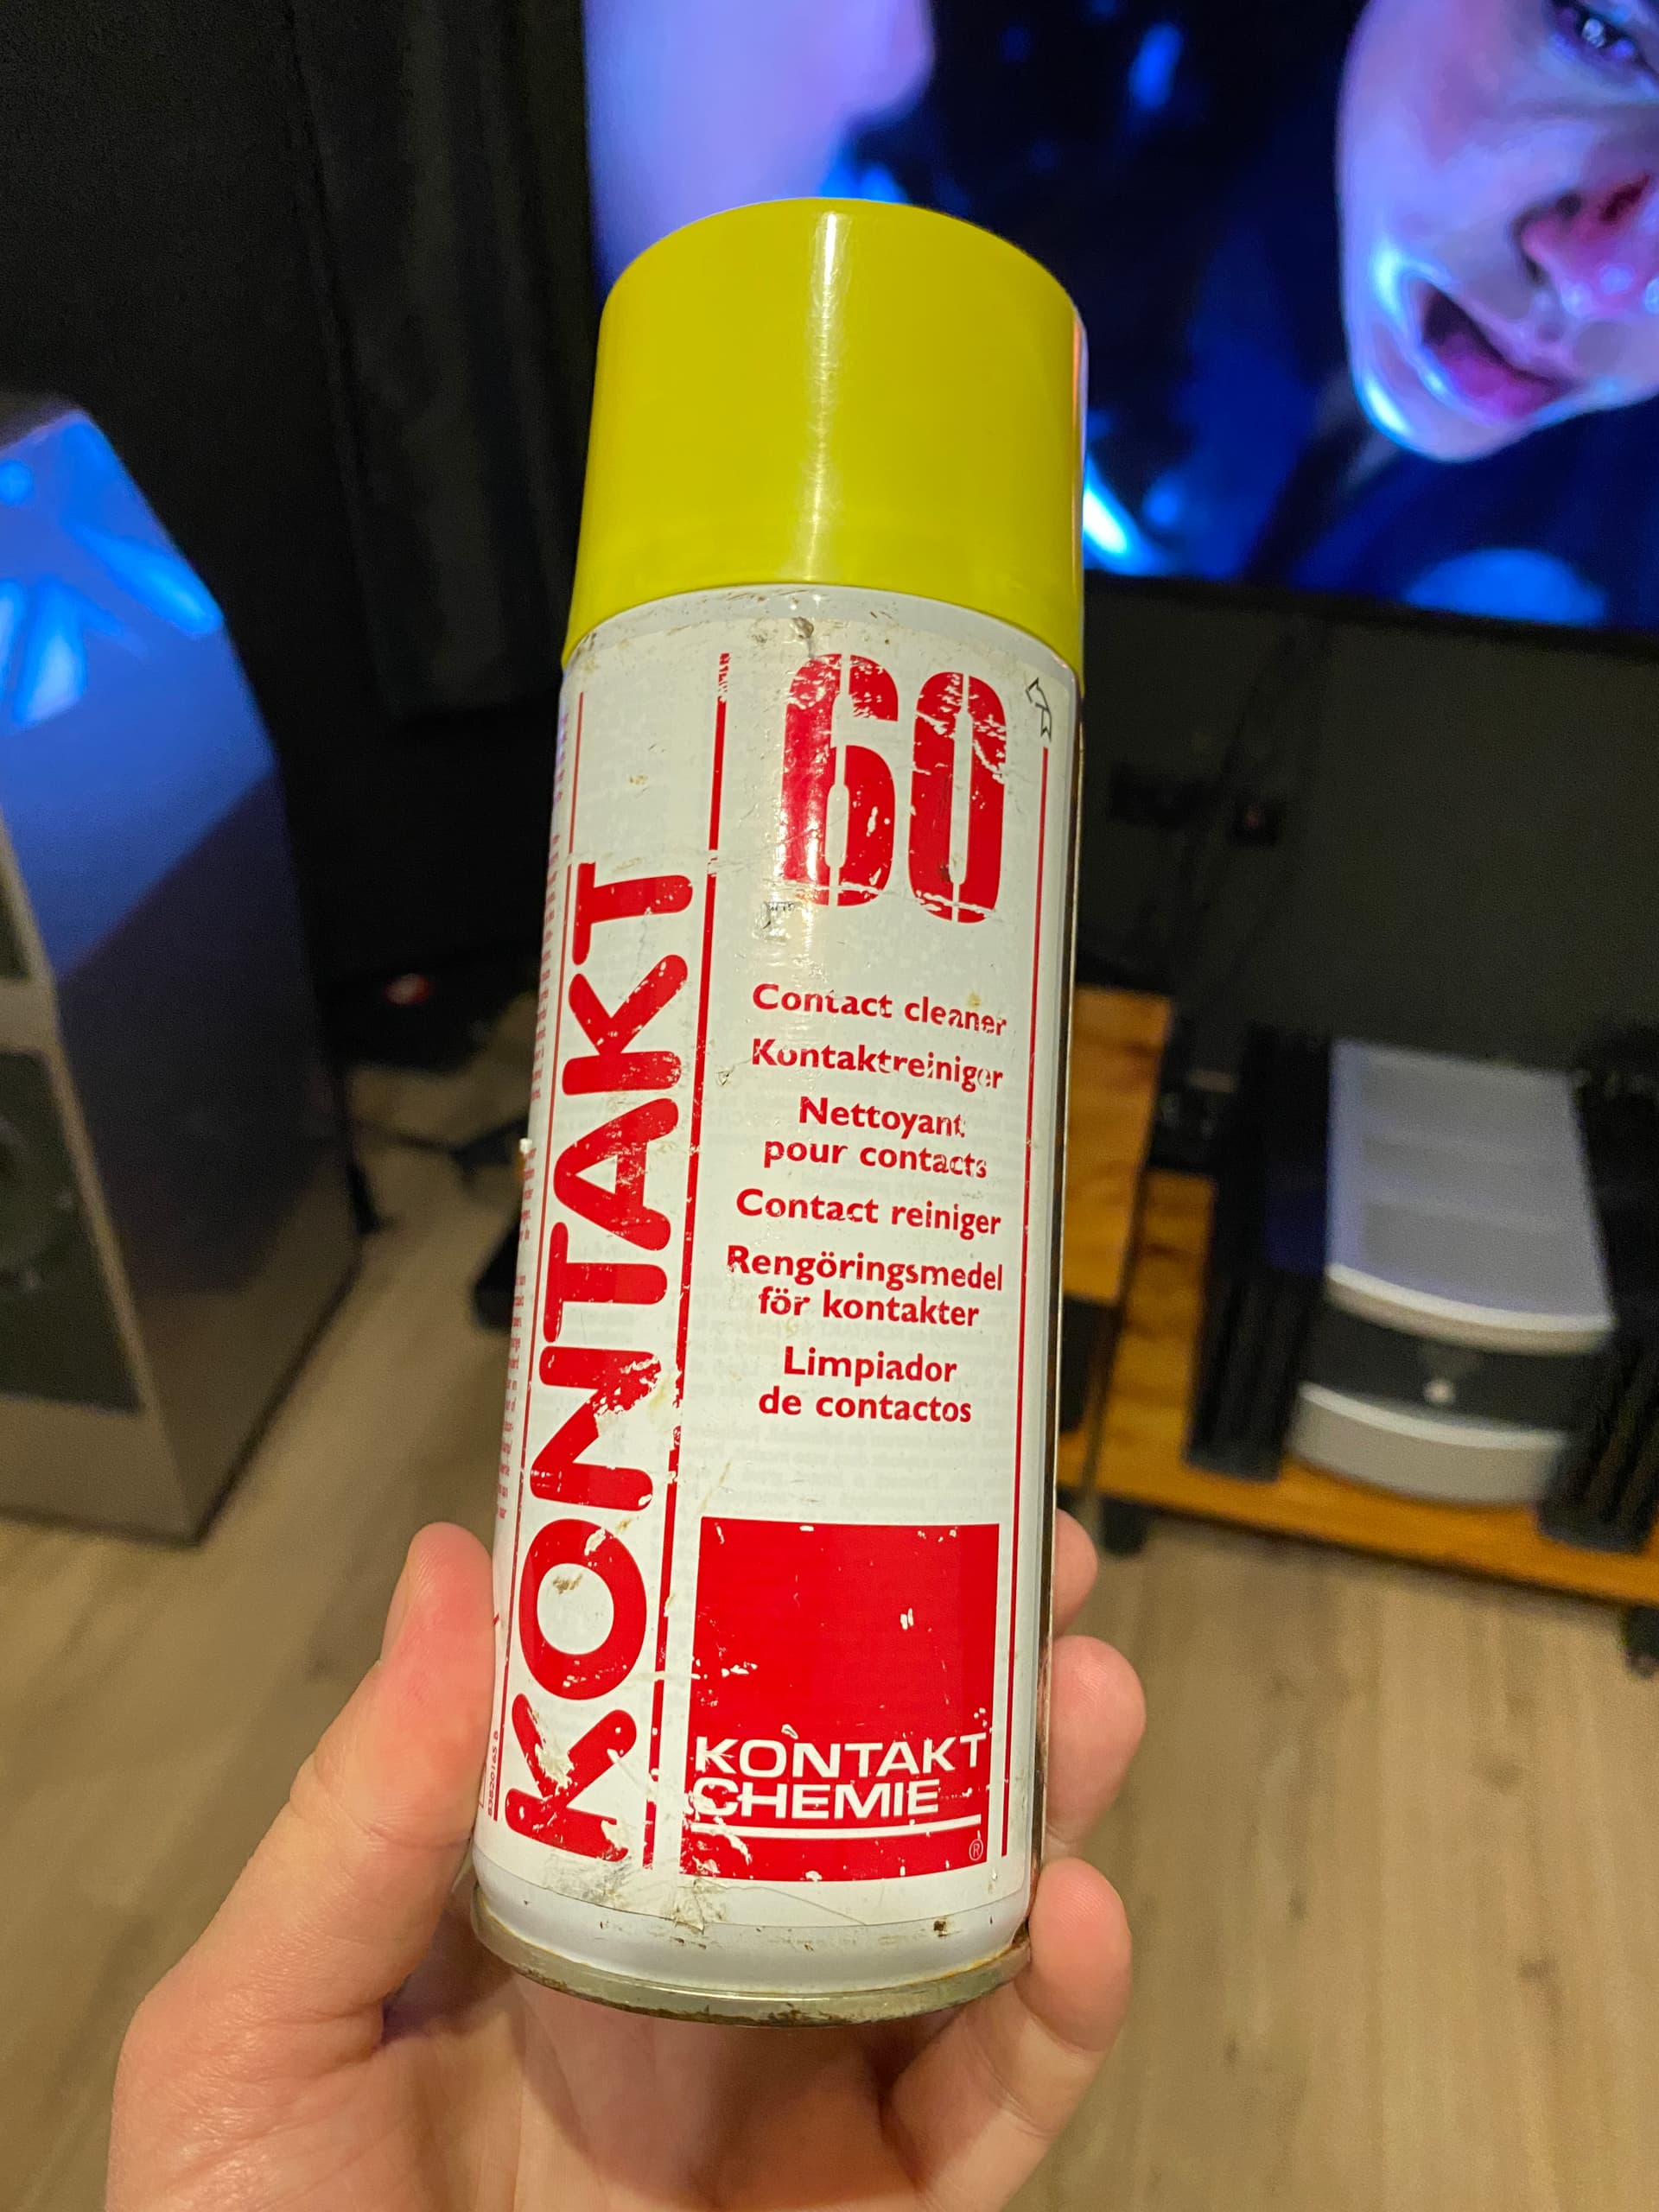 60
KONTAKT
Contact cleaner
Kontaktreiniger
Nettoyant
pour contacts
Contact reiniger
Rengöringsmedel
för kontakter
Limpiador
de contactos
KONTAKT
CHEMIE
®